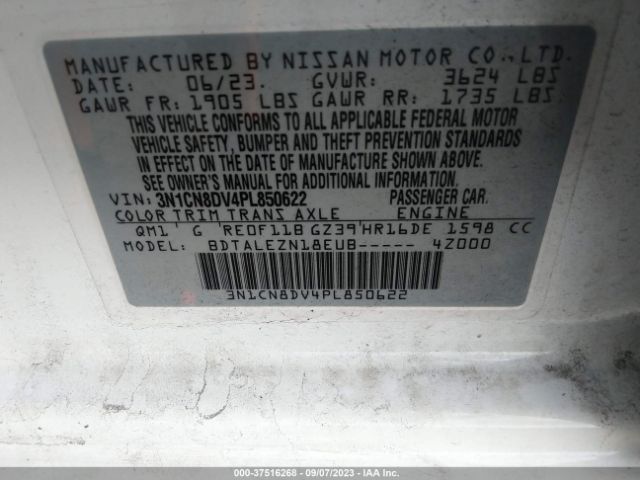 MANUFACTURED BY NISSAN MOTOR CO., LTD.
DATE: 06/23. GVWR: 3624 LBS
GAWR FR: 1905 LBS GAWR RR: 1735 LBS.
THIS VEHICLE CONFORMS TO ALL APPLICABLE FEDERAL MOTOR
VEHICLE SAFETY, BUMPER AND THEFT PREVENTION STANDARDS
IN EFFECT ON THE DATE OF MANUFACTURE SHOWN ABOVE.
SEE OWNER'S MANUAL FOR ADDITIONAL INFORMATION.
VIN: 3N1CN8DV4PL850622 PASSENGER CAR.
COLOR TRIM TRANS AXLE ENGINE
QM1' G 'RE0F11B GZ39'HR16DE 1598 CC
MODEL: BDTALEZN18EUB----- 4Z000
3N1CN8DV4PL850622
000-37516268 - 09/07/2023 - IAA Inc.